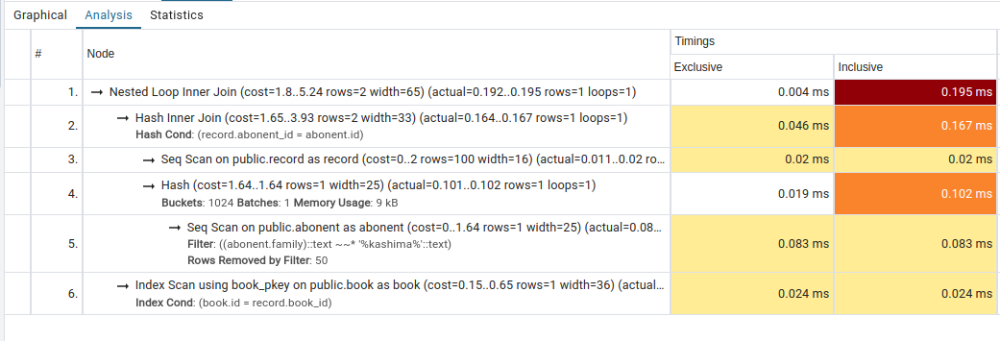 Graphical Analysis Statistics
# Node Timings
Exclusive Inclusive
1. → Nested Loop Inner Join (cost=1.8..5.24 rows=2 width=65) (actual=0.192..0.195 rows=1 loops=1) 0.004 ms 0.195 ms
2. → Hash Inner Join (cost=1.65..3.93 rows=2 width=33) (actual=0.164..0.167 rows=1 loops=1) 0.046 ms 0.167 ms
Hash Cond: (record.abonent_id = abonent.id)
3. → Seq Scan on public.record as record (cost=0..2 rows=100 width=16) (actual=0.011..0.02 ro... 0.02 ms 0.02 ms
4. → Hash (cost=1.64..1.64 rows=1 width=25) (actual=0.101..0.102 rows=1 loops=1) 0.019 ms 0.102 ms
Buckets: 1024 Batches: 1 Memory Usage: 9 kB
5. → Seq Scan on public.abonent as abonent (cost=0..1.64 rows=1 width=25) (actual=0.08... 0.083 ms 0.083 ms
Filter: ((abonent.family)::text ~~* '%kashima%'::text)
Rows Removed by Filter: 50
6. → Index Scan using book_pkey on public.book as book (cost=0.15..0.65 rows=1 width=36) (actual... 0.024 ms 0.024 ms
Index Cond: (book.id = record.book_id)